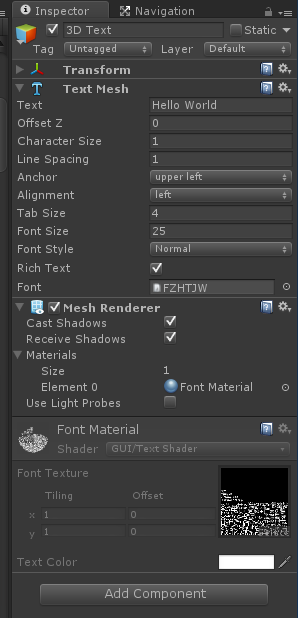 Inspector
Navigation
3D Text
Static
Tag Untagged Layer Default
Transform
Text Mesh
Text Hello World
Offset Z 0
Character Size 1
Line Spacing 1
Anchor upper left
Alignment left
Tab Size 4
Font Size 25
Font Style Normal
Rich Text
Font FZHTJW
Mesh Renderer
Cast Shadows
Receive Shadows
Materials
Size 1
Element 0 Font Material
Use Light Probes
Font Material
Shader GUI/Text Shader
Font Texture
Tiling Offset
x 1 0
y 1 0
Text Color
Add Component